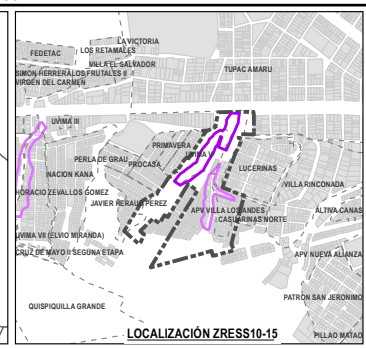 LA VICTORIA
FEDETAC
LOS RETAMALES
VILLA EL SALVADOR
SIMON HERRERA
LOS FRUTALES II
VIRGEN DEL CARMEN
TUPAC AMARU
UVIMA III
PRIMAVERA
UVIMA V
PERLA DE GRAU
PROCASA
LUCERINAS
NACION KANA
VILLA RINCONADA
HORACIO ZEVALLOS GOMEZ
JAVIER HERAUD PEREZ
APV VILLA LOS ANDES
CASUARINAS NORTE
ALTIVA CANAS
UVIMA VII (ELVIO MIRANDA)
CRUZ DE MAYO II SEGUNA ETAPA
APV NUEVA ALIANZA
PATRON SAN JERONIMO
QUISPIQUILLA GRANDE
PILLAO MATAO
LOCALIZACIÓN ZRESS10-15